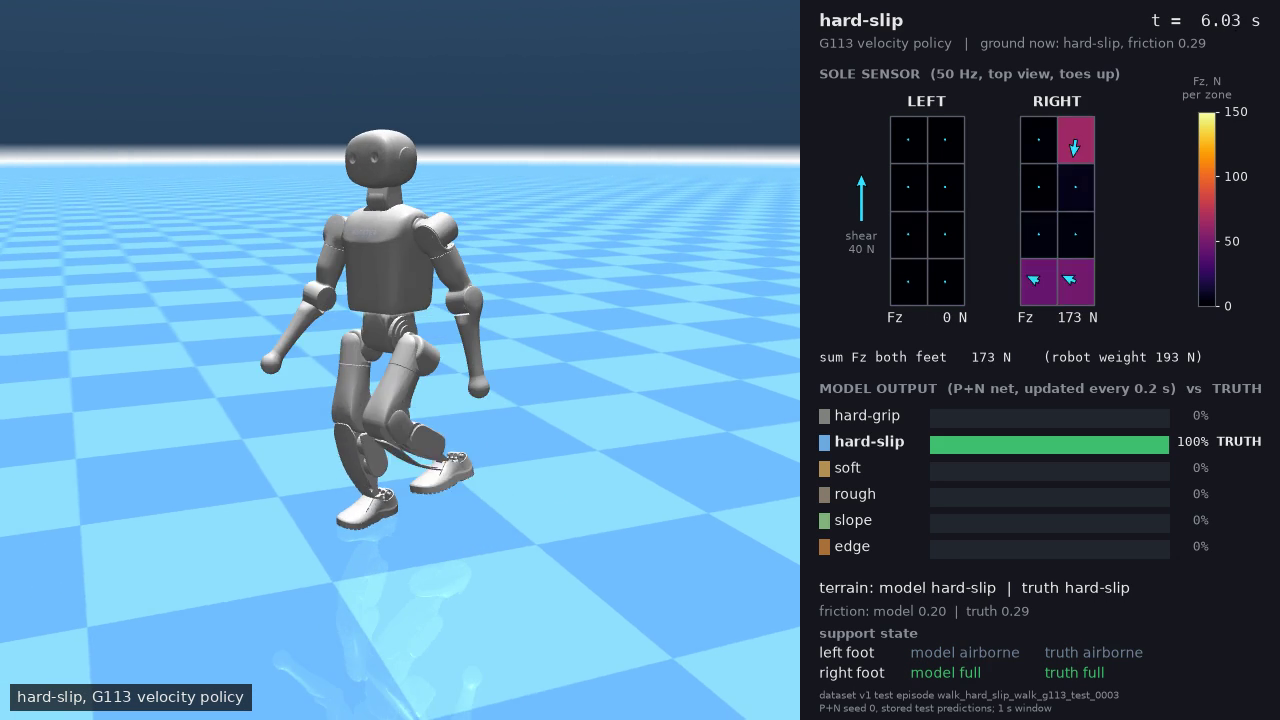 hard-slip
t = 6.03 s
G113 velocity policy | ground now: hard-slip, friction 0.29
SOLE SENSOR (50 Hz, top view, toes up)
Fz, N
per zone
LEFT
RIGHT
150
100
50
0
shear
40 N
Fz 0 N
Fz 173 N
sum Fz both feet 173 N (robot weight 193 N)
MODEL OUTPUT (P+N net, updated every 0.2 s) vs TRUTH
hard-grip 0%
hard-slip 100% TRUTH
soft 0%
rough 0%
slope 0%
edge 0%
terrain: model hard-slip | truth hard-slip
friction: model 0.20 | truth 0.29
support state
left foot model airborne truth airborne
right foot model full truth full
dataset v1 test episode walk_hard_slip_walk_g113_test_0003
P+N seed 0, stored test predictions; 1 s window
hard-slip, G113 velocity policy